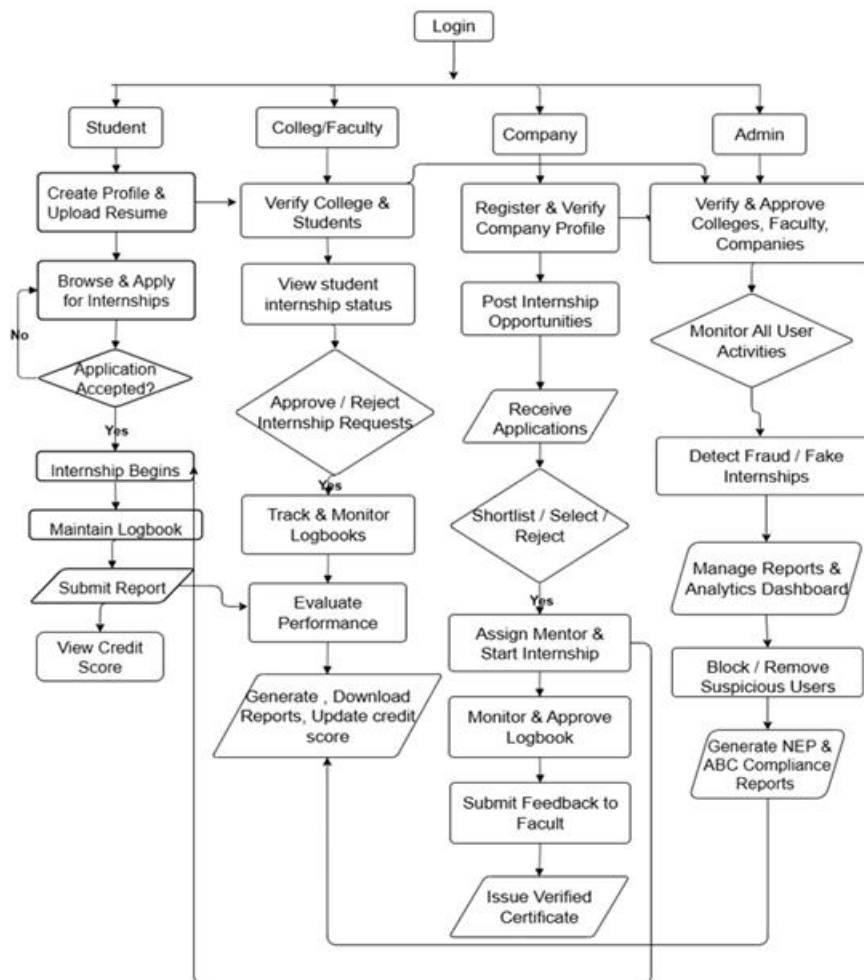 Login
Student
Colleg/Faculty
Company
Admin
Create Profile &
Upload Resume
Verify College &
Students
Register & Verify
Company Profile
Verify & Approve
Colleges, Faculty,
Companies
Browse & Apply
for Internships
View student
internship status
Post Internship
Opportunities
Monitor All User
Activities
No
Application
Accepted?
Approve / Reject
Internship Requests
Receive
Applications
Yes
Internship Begins
Detect Fraud / Fake
Internships
Yes
Maintain Logbook
Track & Monitor
Logbooks
Shortlist / Select /
Reject
Submit Report
Evaluate
Performance
Manage Reports &
Analytics Dashboard
Yes
View Credit
Score
Assign Mentor &
Start Internship
Block / Remove
Suspicious Users
Generate , Download
Reports, Update credit
score
Monitor & Approve
Logbook
Generate NEP &
ABC Compliance
Reports
Submit Feedback to
Facult
Issue Verified
Certificate